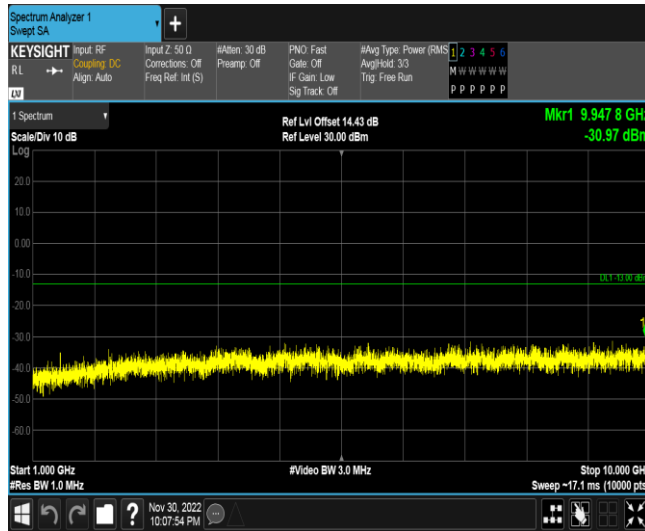 Spectrum Analyzer 1
Swept SA
+
KEYSIGHT Input: RF Input Z: 50 Ω #Atten: 30 dB PNO: Fast #Avg Type: Power (RMS 1 2 3 4 5 6
RL Coupling: DC Corrections: Off Preamp: Off Gate: Off Avg|Hold: 3/3 M W W W W W
Align: Auto Freq Ref: Int (S) IF Gain: Low Trig: Free Run
Sig Track: Off P P P P P P
LXI
1 Spectrum Ref Lvl Offset 14.43 dB Mkr1 9.947 8 GH
Scale/Div 10 dB Ref Level 30.00 dBm -30.97 dBm
Log
20.0
10.0
0.00
-10.0
DL1 -13.00 dBm
-20.0
1
-30.0
-40.0
-50.0
-60.0
Start 1.000 GHz #Video BW 3.0 MHz Stop 10.000 GH
#Res BW 1.0 MHz Sweep ~17.1 ms (10000 pts
? Nov 30, 2022
10:07:54 PM